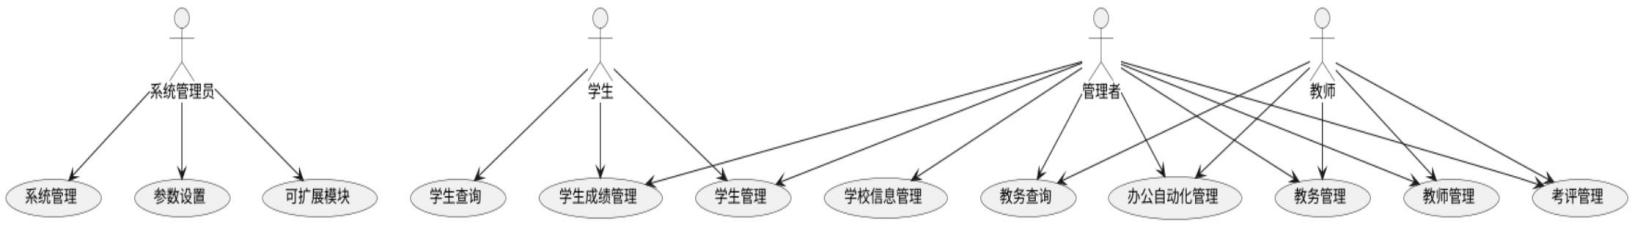 系统管理员
学生
管理者
教师
系统管理
参数设置
可扩展模块
学生查询
学生成绩管理
学生管理
学校信息管理
教务查询
办公自动化管理
教务管理
教师管理
考评管理